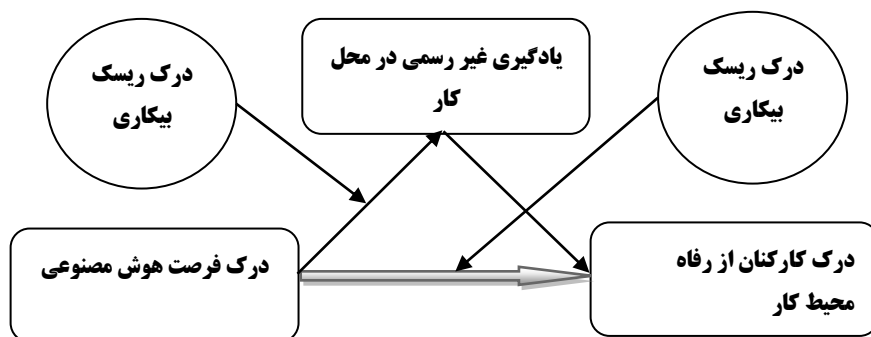 درک ریسک
بیکاری
یادگیری غیر رسمی در محل
کار
درک ریسک
بیکاری
درک فرصت هوش مصنوعی
درک کارکنان از رفاه
محیط کار